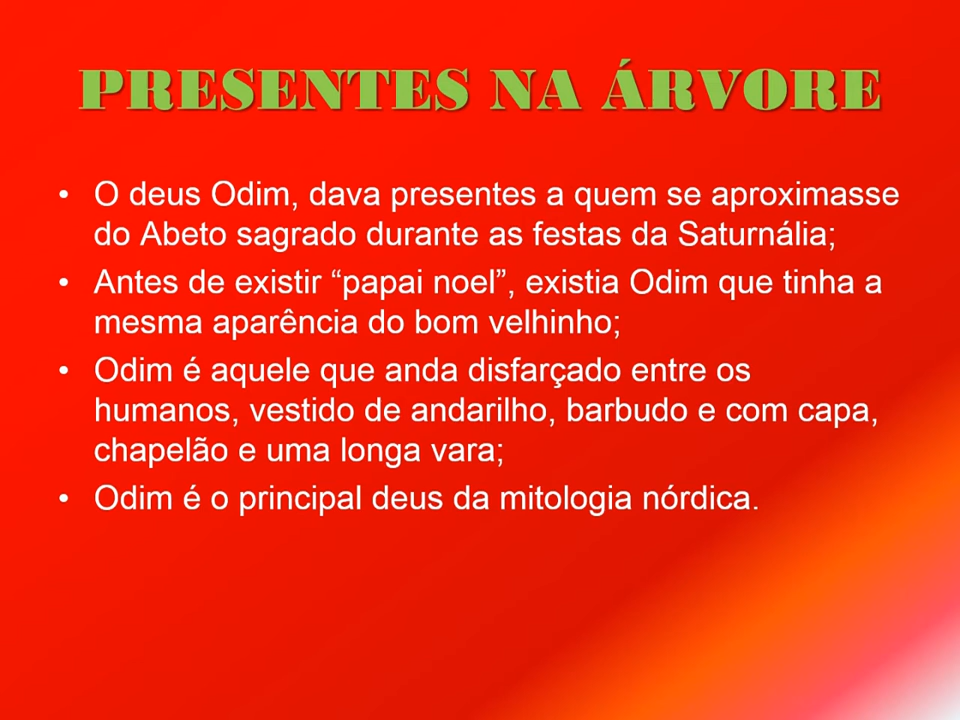 PRESENTES NA ÁRVORE
• O deus Odim, dava presentes a quem se aproximasse
do Abeto sagrado durante as festas da Saturnália;
• Antes de existir “papai noel”, existia Odim que tinha a
mesma aparência do bom velhinho;
• Odim é aquele que anda disfarçado entre os
humanos, vestido de andarilho, barbudo e com capa,
chapelão e uma longa vara;
• Odim é o principal deus da mitologia nórdica.